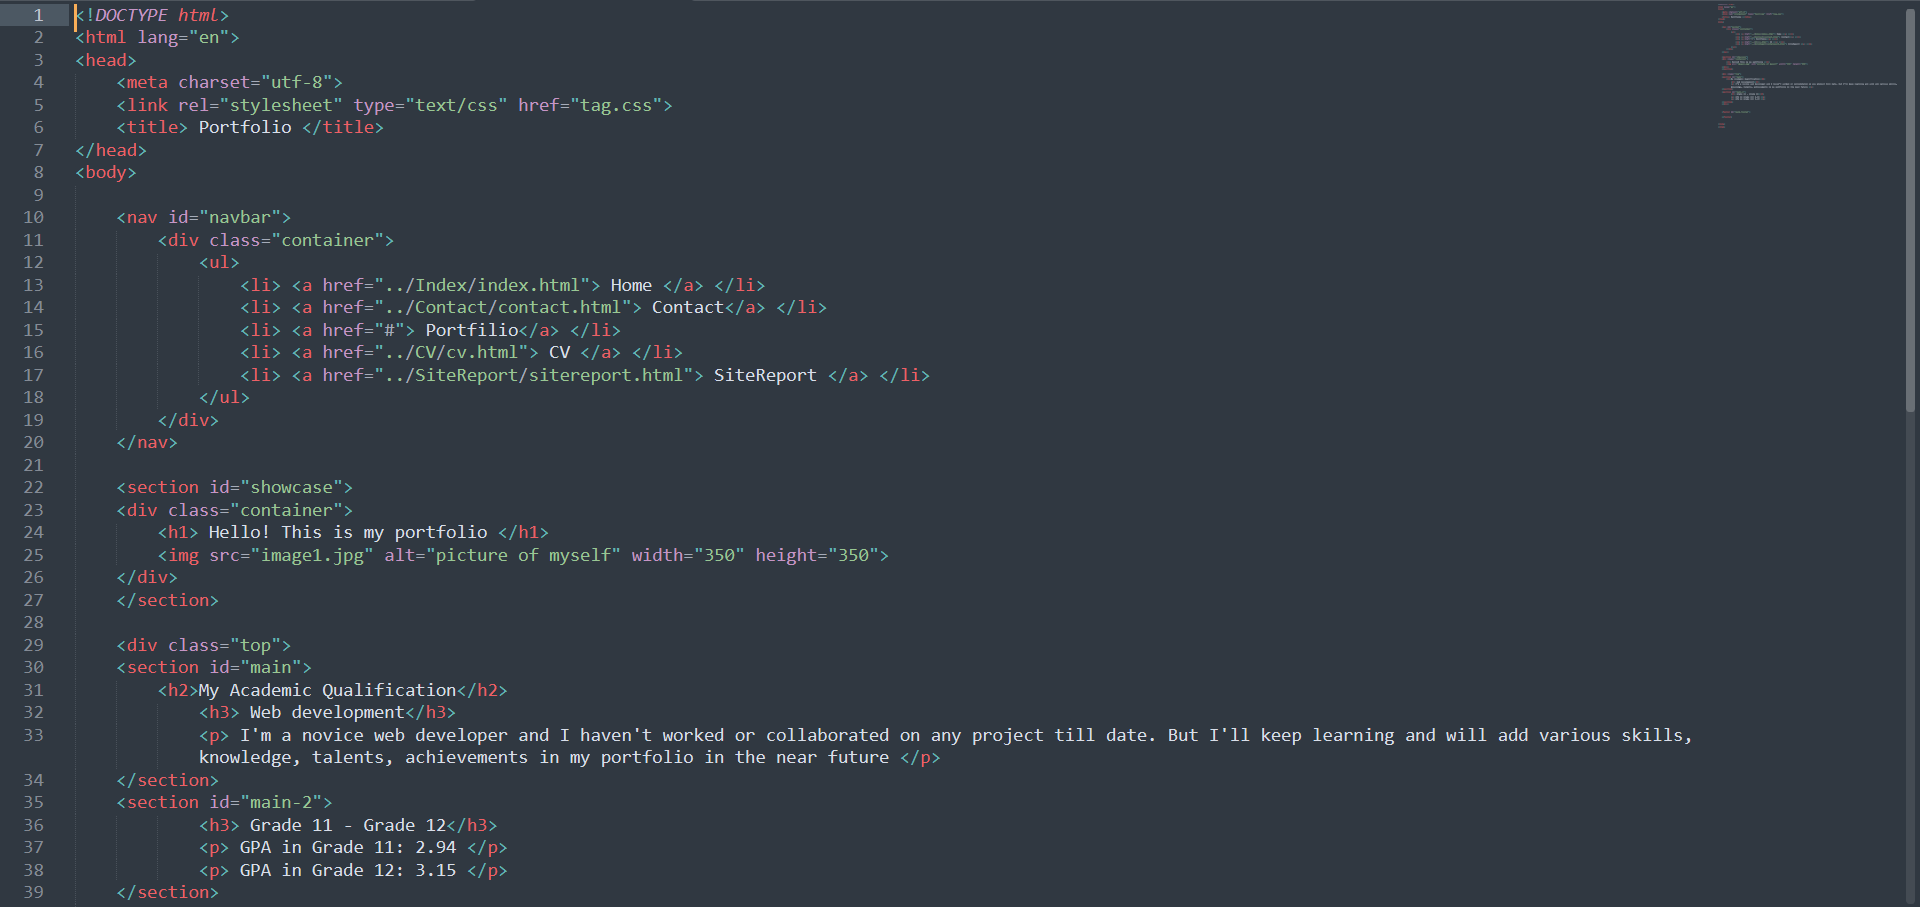 1 <!DOCTYPE html>
2 <html lang="en">
3 <head>
4     <meta charset="utf-8">
5     <link rel="stylesheet" type="text/css" href="tag.css">
6     <title> Portfolio </title>
7 </head>
8 <body>
9
10     <nav id="navbar">
11         <div class="container">
12             <ul>
13                 <li> <a href="../Index/index.html"> Home </a> </li>
14                 <li> <a href="../Contact/contact.html"> Contact</a> </li>
15                 <li> <a href="#"> Portfilio</a> </li>
16                 <li> <a href="../CV/cv.html"> CV </a> </li>
17                 <li> <a href="../SiteReport/sitereport.html"> SiteReport </a> </li>
18             </ul>
19         </div>
20     </nav>
21
22     <section id="showcase">
23     <div class="container">
24         <h1> Hello! This is my portfolio </h1>
25         <img src="image1.jpg" alt="picture of myself" width="350" height="350">
26     </div>
27     </section>
28
29     <div class="top">
30     <section id="main">
31         <h2>My Academic Qualification</h2>
32             <h3> Web development</h3>
33             <p> I'm a novice web developer and I haven't worked or collaborated on any project till date. But I'll keep learning and will add various skills,
            knowledge, talents, achievements in my portfolio in the near future </p>
34     </section>
35     <section id="main-2">
36             <h3> Grade 11 - Grade 12</h3>
37             <p> GPA in Grade 11: 2.94 </p>
38             <p> GPA in Grade 12: 3.15 </p>
39     </section>